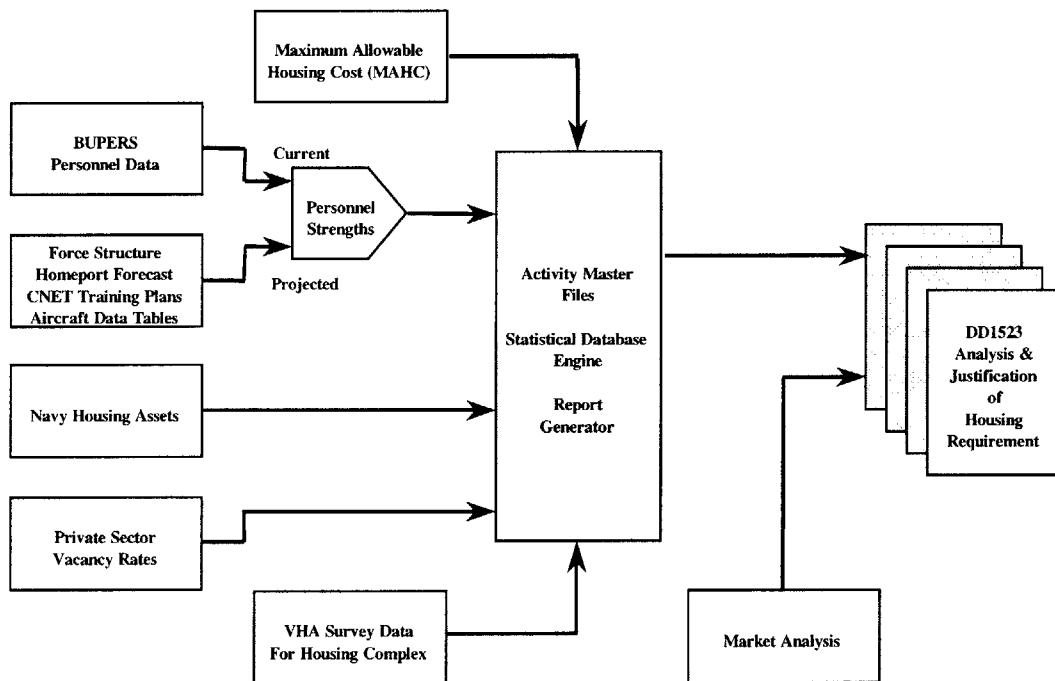 Maximum Allowable
Housing Cost (MAHC)
BUPERS
Personnel Data
Current
Personnel
Strengths
Force Structure
Homeport Forecast
CNET Training Plans
Aircraft Data Tables
Projected
Activity Master
Files
Statistical Database
Engine
Report
Generator
DD1523
Analysis &
Justification
of
Housing
Requirement
Navy Housing Assets
Private Sector
Vacancy Rates
VHA Survey Data
For Housing Complex
Market Analysis